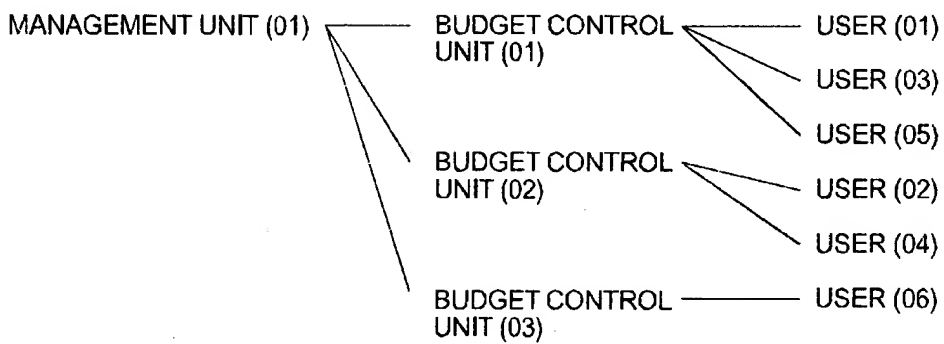 MANAGEMENT UNIT (01)
BUDGET CONTROL
UNIT (01)
USER (01)
USER (03)
USER (05)
BUDGET CONTROL
UNIT (02)
USER (02)
USER (04)
BUDGET CONTROL
UNIT (03)
USER (06)